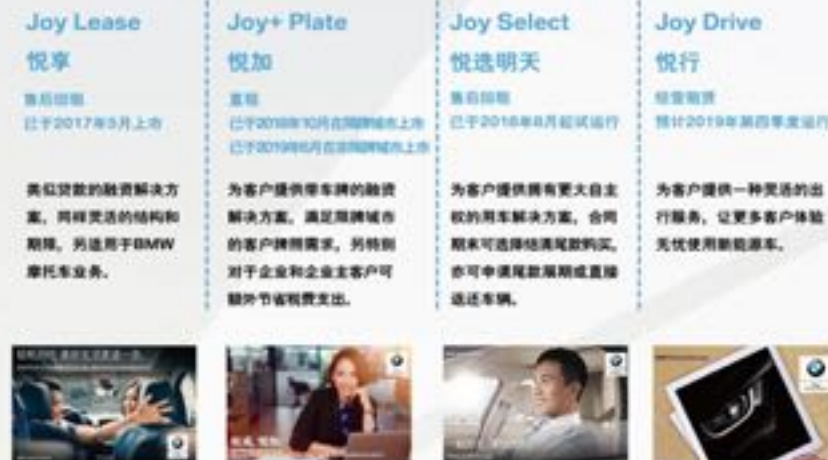 Joy Lease
悦享
售后回租
已于2017年3月上市
类似贷款的融资解决方
案，同样灵活的结构和
期限，另适用于BMW
摩托车业务。
Joy+ Plate
悦加
直租
已于2018年10月在限牌城市上市
已于2019年6月在非限牌城市上市
为客户提供带车牌的融资
解决方案，满足限牌城市
的客户牌照需求，另特别
对于企业和企业主客户可
额外节省税费支出。
Joy Select
悦选明天
售后回租
已于2018年8月起试运行
为客户提供拥有更大自主
权的用车解决方案，合同
期末可选择结清尾款购买，
亦可申请尾款展期或直接
返还车辆。
Joy Drive
悦行
经营租赁
预计2019年第四季度运行
为客户提供一种灵活的出
行服务，让更多客户体验
无忧使用新能源车。